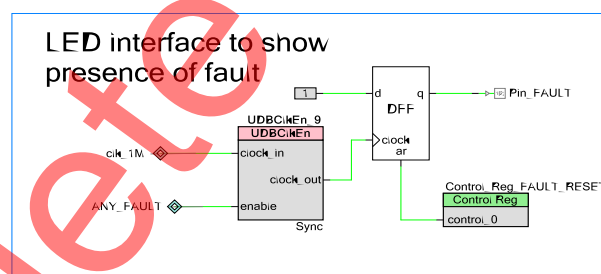 LED interface to show
presence of fault
1
d
q
Pin_FAULT
DFF
UDBClkEn_9
UDBClkEn
clock
ar
clk_1M
clock_in
clock_out
Control_Reg_FAULT_RESET
Control Reg
ANY_FAULT
enable
control_0
Sync
ete